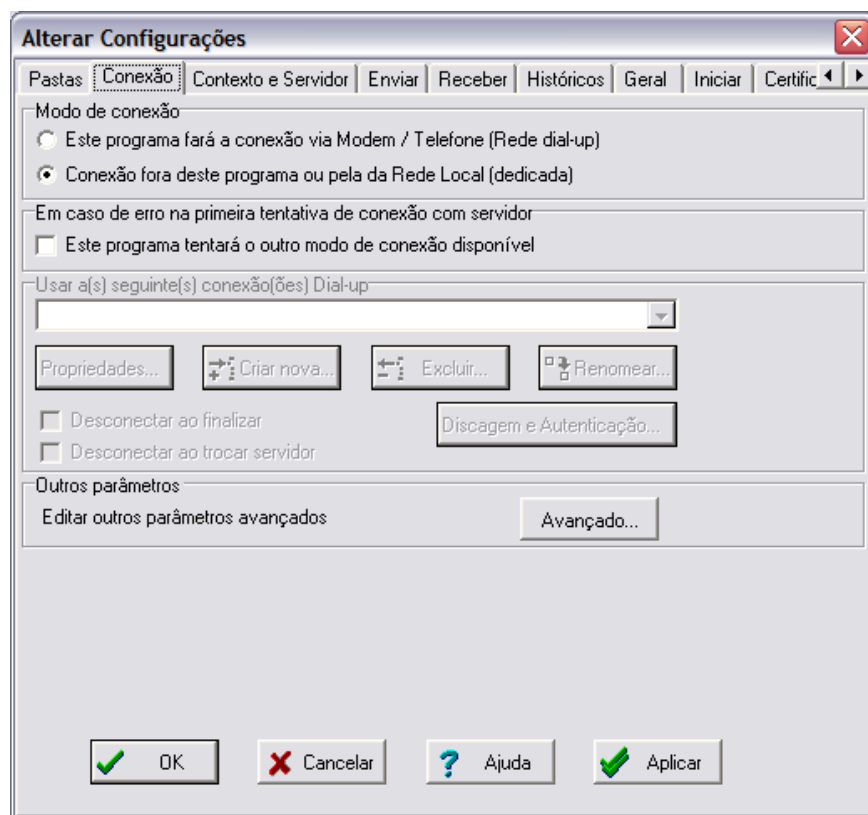 Alterar Configurações
Pastas Conexão Contexto e Servidor Enviar Receber Históricos Geral Iniciar Certific
Modo de conexão
Este programa fará a conexão via Modem / Telefone (Rede dial-up)
Conexão fora deste programa ou pela da Rede Local (dedicada)
Em caso de erro na primeira tentativa de conexão com servidor
Este programa tentará o outro modo de conexão disponível
Usar a(s) seguinte(s) conexão(ões) Dial-up
Propriedades... Criar nova... Excluir... Renomear...
Desconectar ao finalizar
Discagem e Autenticação...
Desconectar ao trocar servidor
Outros parâmetros
Editar outros parâmetros avançados Avançado...
OK Cancelar ? Ajuda Aplicar